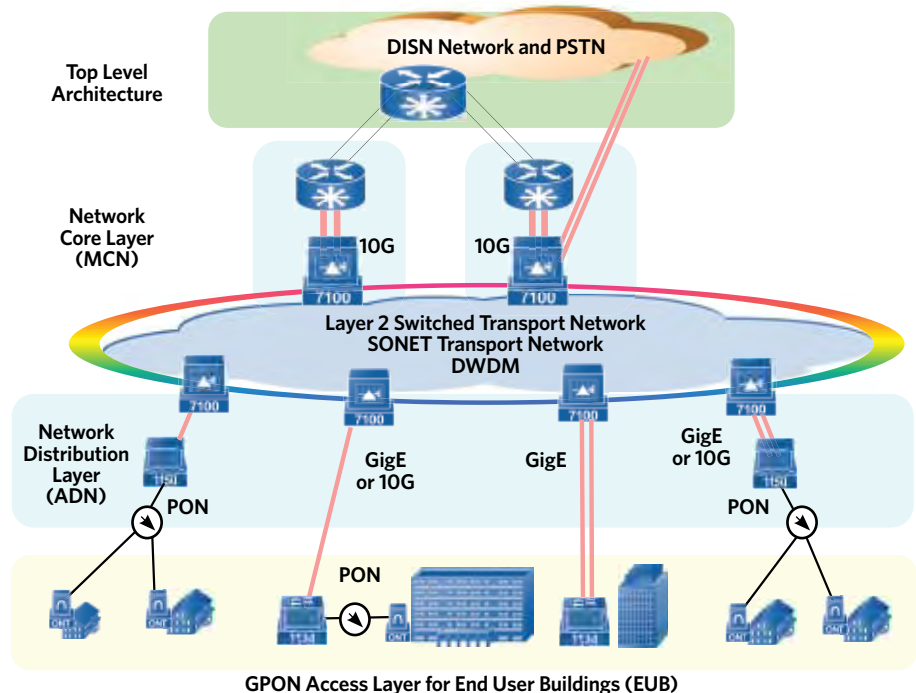 DISN Network and PSTN
Top Level
Architecture
Network
Core Layer
(MCN)
10G
10G
7100
7100
Layer 2 Switched Transport Network
SONET Transport Network
DWDM
7100
7100
7100
7100
Network
Distribution
Layer
(ADN)
1150
GigE
or 10G
GigE
GigE
or 10G
1150
PON
PON
PON
ONT
ONT
1134
ONT
1134
ONT
ONT
GPON Access Layer for End User Buildings (EUB)